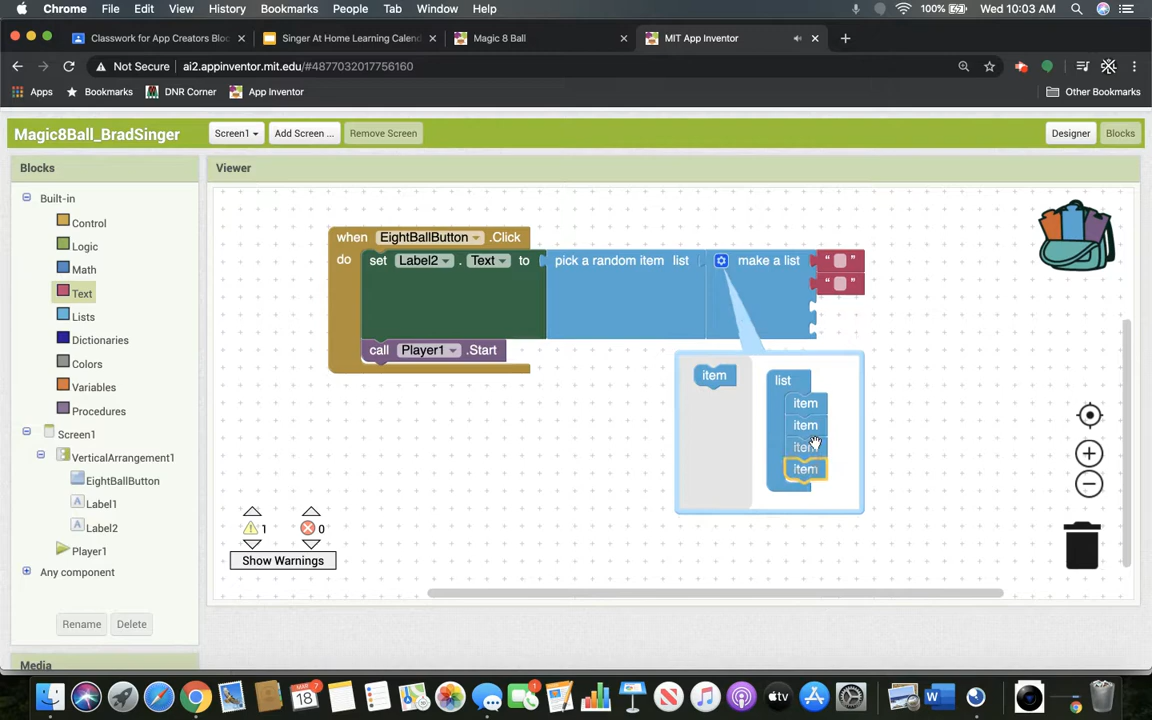 Chrome File Edit View History Bookmarks People Tab Window Help 100% Wed 10:03 AM
Classwork for App Creators Bloc × Singer At Home Learning Calend × Magic 8 Ball × MIT App Inventor × +
Not Secure | ai2.appinventor.mit.edu/#4877032017756160
Apps Bookmarks DNR Corner App Inventor Other Bookmarks
Magic8Ball_BradSinger Screen1 Add Screen ... Remove Screen Designer Blocks
Blocks Viewer
Built-in
Control
Logic
Math
Text
Lists
Dictionaries
Colors
Variables
Procedures
Screen1
VerticalArrangement1
EightBallButton
Label1
Label2
Player1
Any component
Rename Delete
Media
when EightBallButton .Click
do set Label2 . Text to pick a random item list make a list “ ”
“ ”
call Player1 .Start
item list
item
item
item
item
1 0
Show Warnings
MAR
18
7
1
tv
W